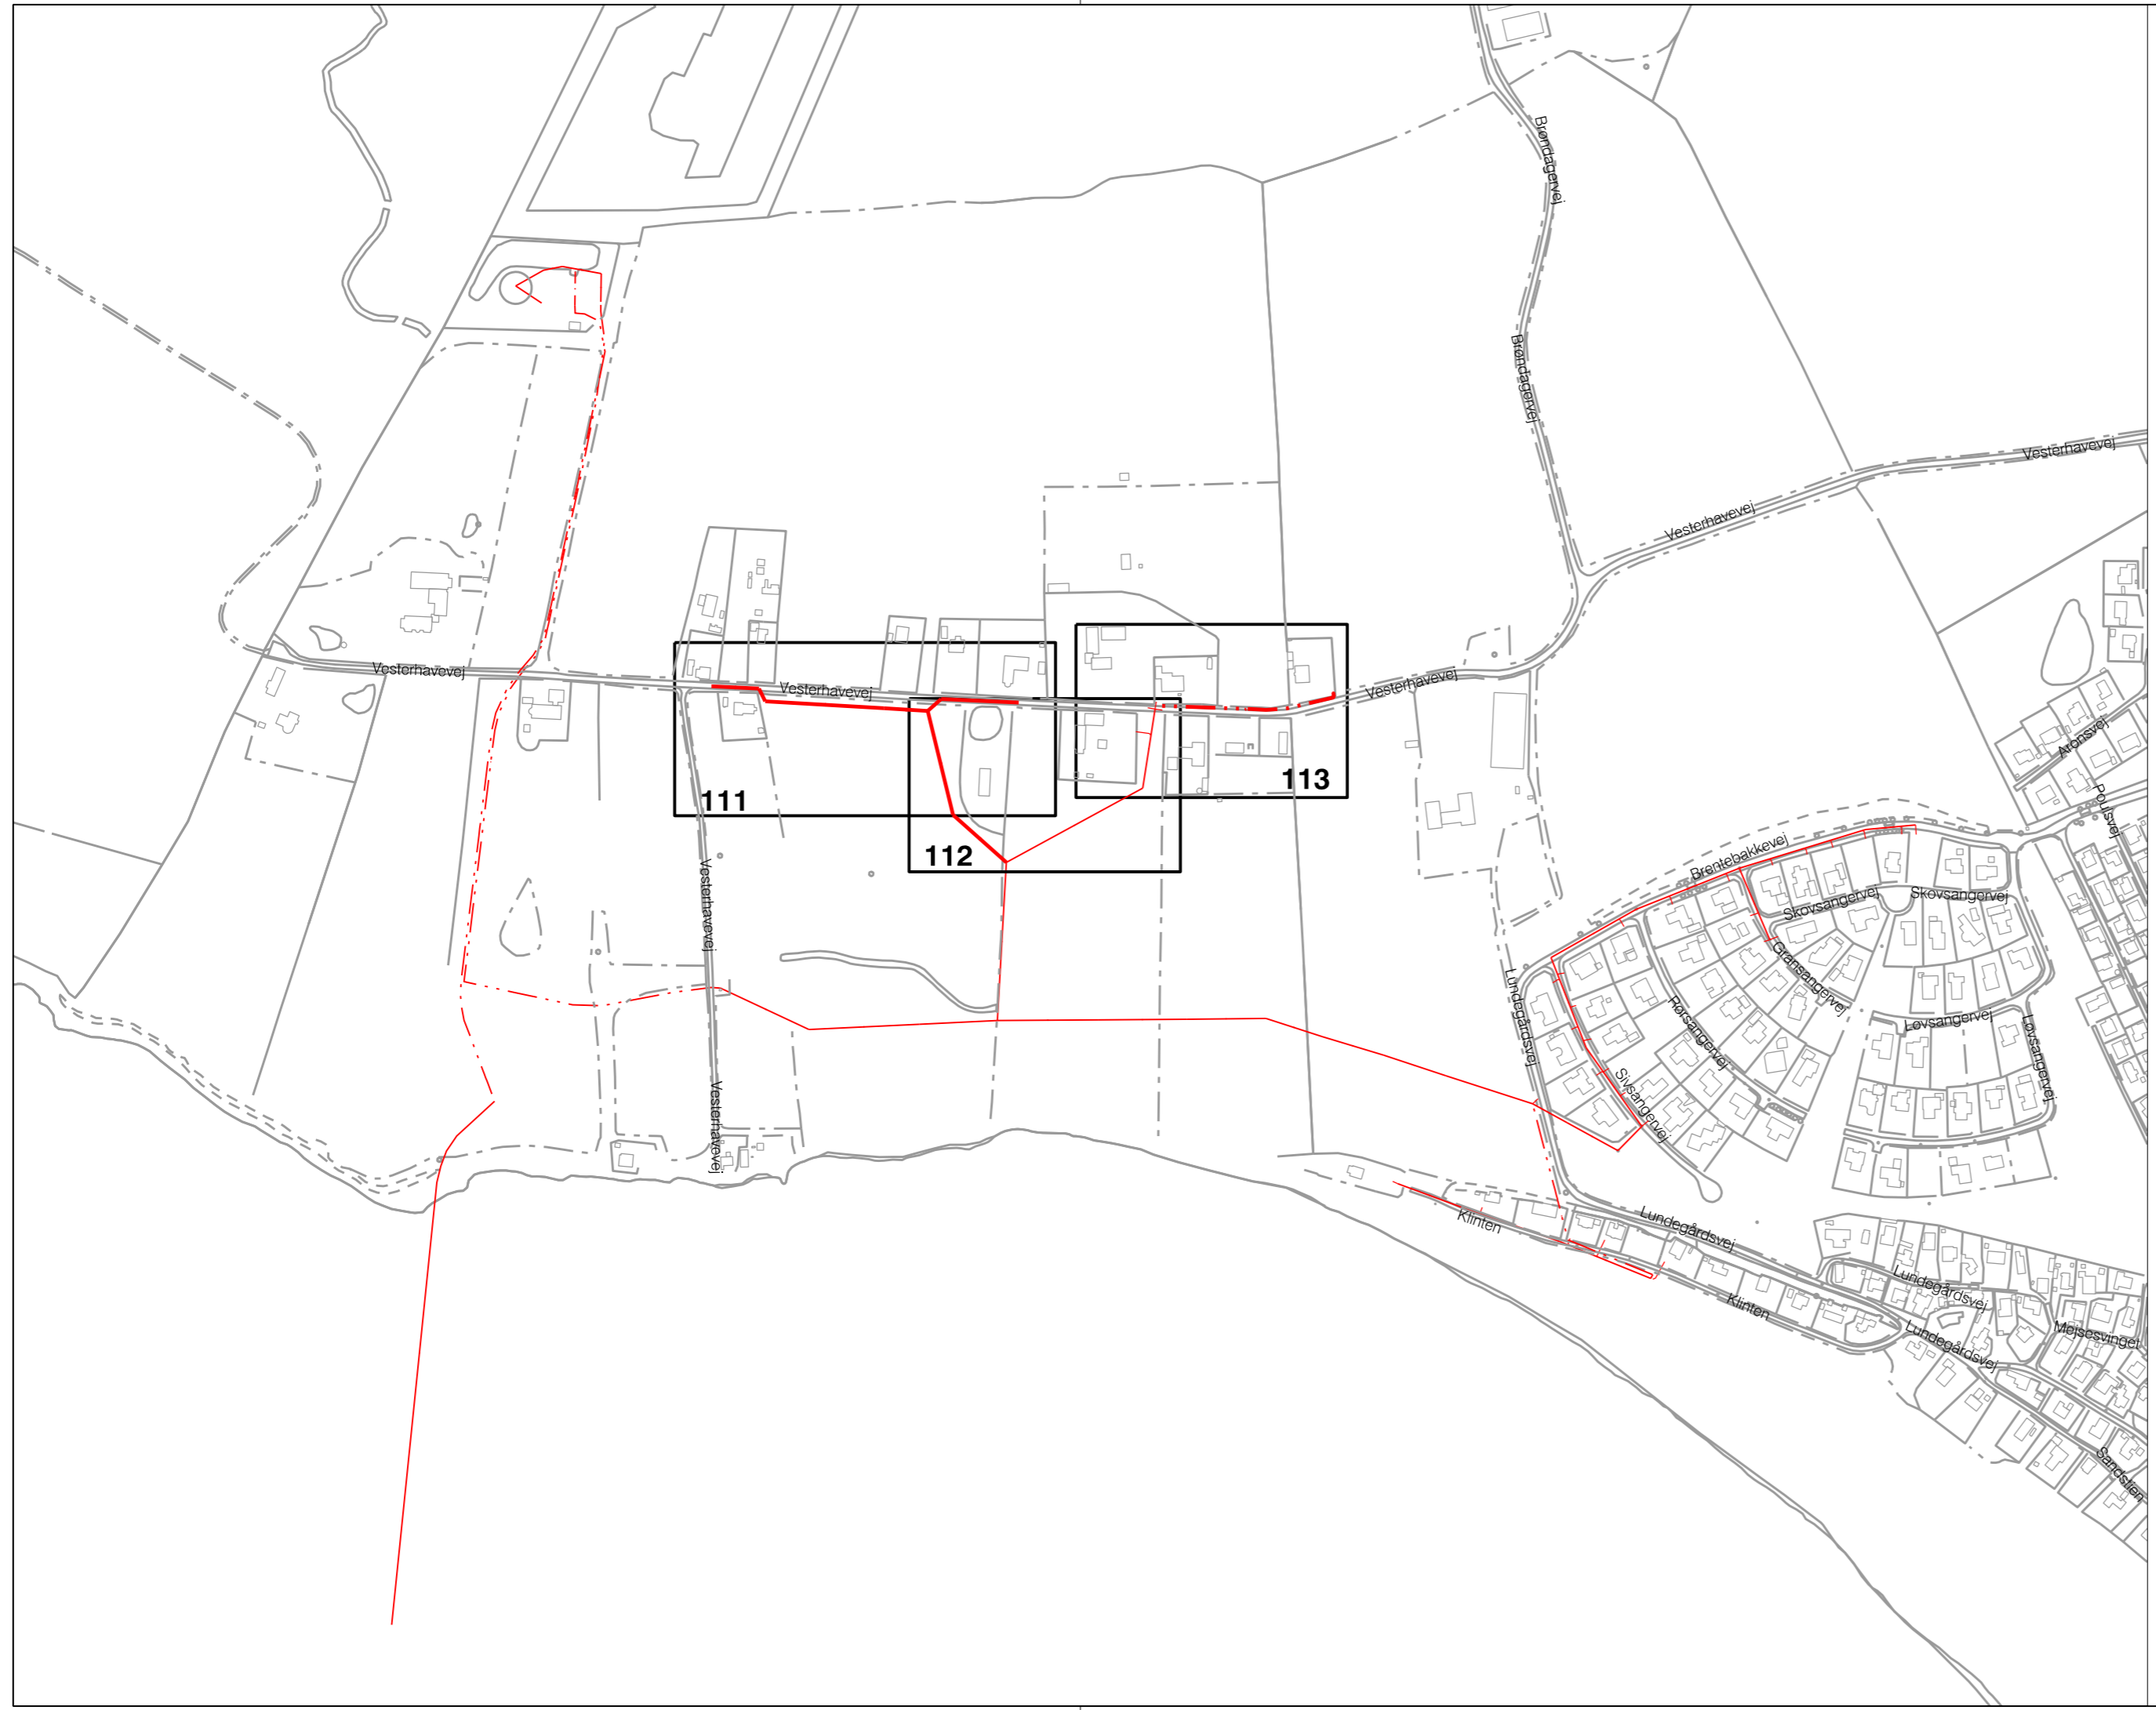 Brøndagervej
Brøndagervej
Vesterhavevej
Vesterhavevej
Vesterhavevej
Vesterhavevej
Vesterhavevej
113
111
112
Aronsvej
Poulsvej
Brentebakkevej
Skovsangervej
Skovsangervej
Vesterhavevej
Gransangervej
Rørsangervej
Lundegårdsvej
Løvsangervej
Løvsangervej
Sivsangervej
Vesterhavevej
Klinten
Lundegårdsvej
Lundegårdsvej
Klinten
Lundegårdsvej
Mejsesvinget
Sandstien